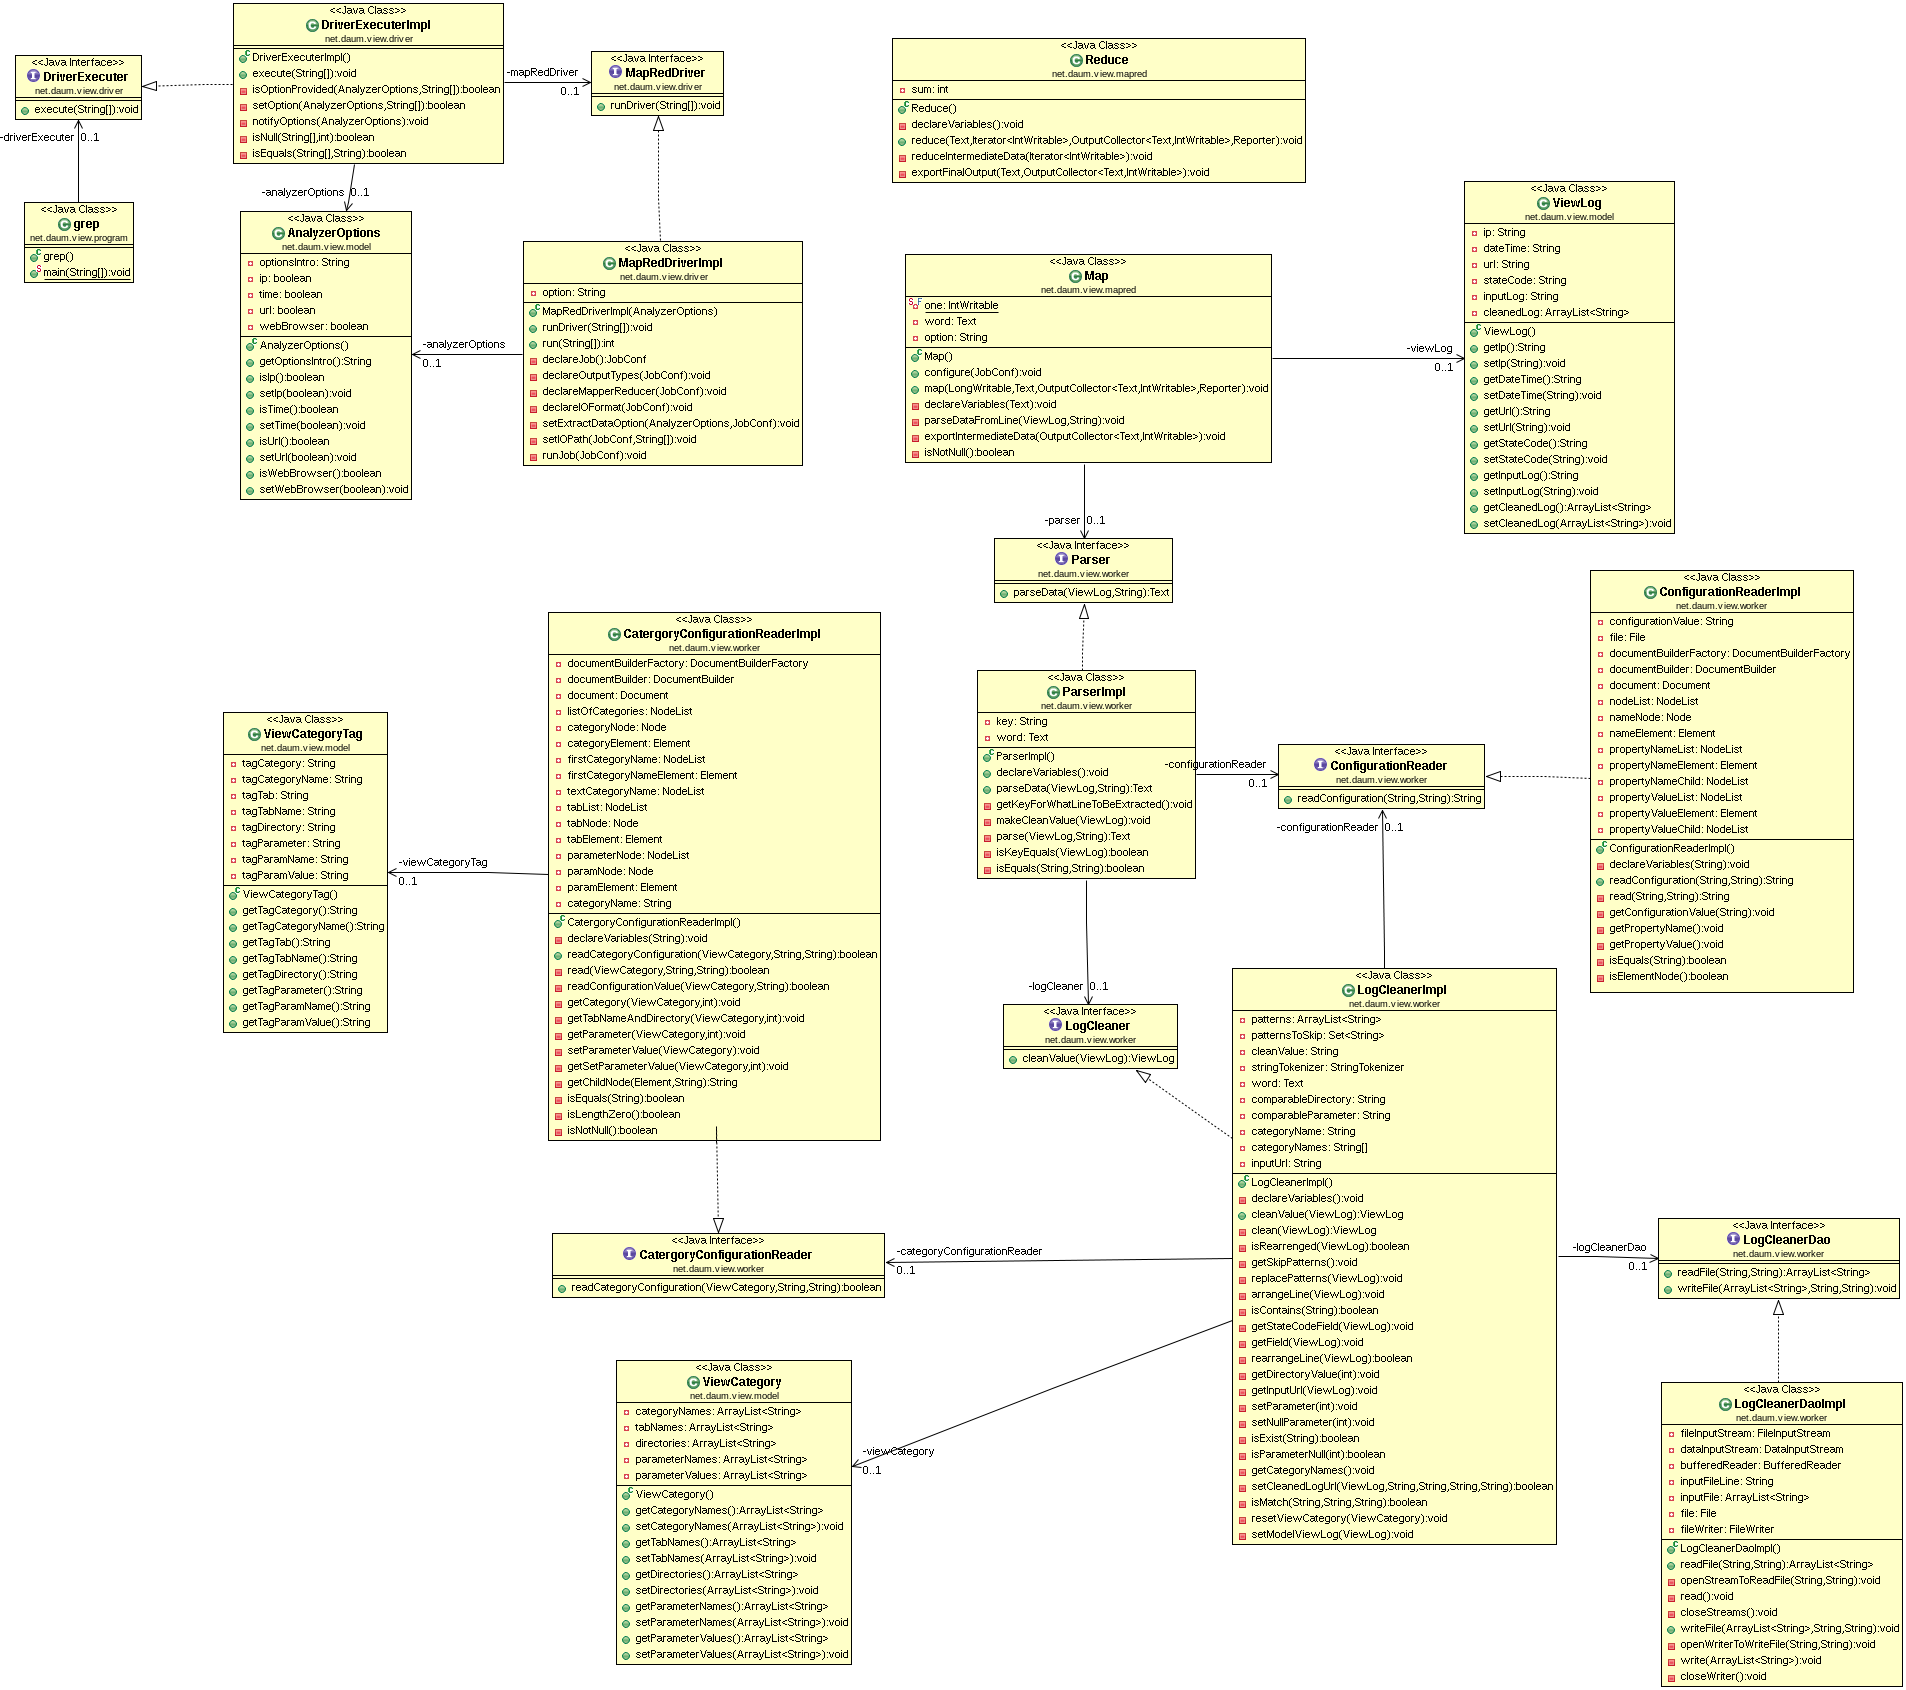 <<Java Class>>
DriverExecuterImpl
net.daum.view.driver
DriverExecuterImpl()
execute(String[]):void
isOptionProvided(AnalyzerOptions,String[]):boolean
setOption(AnalyzerOptions,String[]):boolean
notifyOptions(AnalyzerOptions):void
isNull(String[],int):boolean
isEquals(String[],String):boolean
<<Java Interface>>
DriverExecuter
net.daum.view.driver
execute(String[]):void
-mapRedDriver
0..1
<<Java Interface>>
MapRedDriver
net.daum.view.driver
runDriver(String[]):void
<<Java Class>>
Reduce
net.daum.view.mapred
sum: int
Reduce()
declareVariables():void
reduce(Text,Iterator<IntWritable>,OutputCollector<Text,IntWritable>,Reporter):void
reduceIntermediateData(Iterator<IntWritable>):void
exportFinalOutput(Text,OutputCollector<Text,IntWritable>):void
-driverExecuter 0..1
<<Java Class>>
grep
net.daum.view.program
grep()
main(String[]):void
-analyzerOptions 0..1
<<Java Class>>
AnalyzerOptions
net.daum.view.model
optionsIntro: String
ip: boolean
time: boolean
url: boolean
webBrowser: boolean
AnalyzerOptions()
getOptionsIntro():String
isIp():boolean
setIp(boolean):void
isTime():boolean
setTime(boolean):void
isUrl():boolean
setUrl(boolean):void
isWebBrowser():boolean
setWebBrowser(boolean):void
-analyzerOptions
0..1
<<Java Class>>
MapRedDriverImpl
net.daum.view.driver
option: String
MapRedDriverImpl(AnalyzerOptions)
runDriver(String[]):void
run(String[]):int
declareJob():JobConf
declareOutputTypes(JobConf):void
declareMapperReducer(JobConf):void
declareIOFormat(JobConf):void
setExtractDataOption(AnalyzerOptions,JobConf):void
setIOPath(JobConf,String[]):void
runJob(JobConf):void
<<Java Class>>
Map
net.daum.view.mapred
one: IntWritable
word: Text
option: String
Map()
configure(JobConf):void
map(LongWritable,Text,OutputCollector<Text,IntWritable>,Reporter):void
declareVariables(Text):void
parseDataFromLine(ViewLog,String):void
exportIntermediateData(OutputCollector<Text,IntWritable>):void
isNotNull():boolean
-viewLog
0..1
<<Java Class>>
ViewLog
net.daum.view.model
ip: String
dateTime: String
url: String
stateCode: String
inputLog: String
cleanedLog: ArrayList<String>
ViewLog()
getIp():String
setIp(String):void
getDateTime():String
setDateTime(String):void
getUrl():String
setUrl(String):void
getStateCode():String
setStateCode(String):void
getInputLog():String
setInputLog(String):void
getCleanedLog():ArrayList<String>
setCleanedLog(ArrayList<String>):void
-parser 0..1
<<Java Interface>>
Parser
net.daum.view.worker
parseData(ViewLog,String):Text
<<Java Class>>
CatergoryConfigurationReaderImpl
net.daum.view.worker
documentBuilderFactory: DocumentBuilderFactory
documentBuilder: DocumentBuilder
document: Document
listOfCategories: NodeList
categoryNode: Node
categoryElement: Element
firstCategoryName: NodeList
firstCategoryNameElement: Element
textCategoryName: NodeList
tabList: NodeList
tabNode: Node
tabElement: Element
parameterNode: NodeList
paramNode: Node
paramElement: Element
categoryName: String
CatergoryConfigurationReaderImpl()
declareVariables(String):void
readCategoryConfiguration(ViewCategory,String,String):boolean
read(ViewCategory,String,String):boolean
readConfigurationValue(ViewCategory,String):boolean
getCategory(ViewCategory,int):void
getTabNameAndDirectory(ViewCategory,int):void
getParameter(ViewCategory,int):void
setParameterValue(ViewCategory):void
getSetParameterValue(ViewCategory,int):void
getChildNode(Element,String):String
isEquals(String):boolean
isLengthZero():boolean
isNotNull():boolean
<<Java Class>>
ViewCategoryTag
net.daum.view.model
tagCategory: String
tagCategoryName: String
tagTab: String
tagTabName: String
tagDirectory: String
tagParameter: String
tagParamName: String
tagParamValue: String
ViewCategoryTag()
getTagCategory():String
getTagCategoryName():String
getTagTab():String
getTagTabName():String
getTagDirectory():String
getTagParameter():String
getTagParamName():String
getTagParamValue():String
-viewCategoryTag
0..1
<<Java Class>>
ParserImpl
net.daum.view.worker
key: String
word: Text
ParserImpl()
declareVariables():void
parseData(ViewLog,String):Text
getKeyForWhatLineToBeExtracted():void
makeCleanValue(ViewLog):void
parse(ViewLog,String):Text
isKeyEquals(ViewLog):boolean
isEquals(String,String):boolean
-configurationReader
0..1
<<Java Interface>>
ConfigurationReader
net.daum.view.worker
readConfiguration(String,String):String
-configurationReader 0..1
<<Java Class>>
ConfigurationReaderImpl
net.daum.view.worker
configurationValue: String
file: File
documentBuilderFactory: DocumentBuilderFactory
documentBuilder: DocumentBuilder
document: Document
nodeList: NodeList
nameNode: Node
nameElement: Element
propertyNameList: NodeList
propertyNameElement: Element
propertyNameChild: NodeList
propertyValueList: NodeList
propertyValueElement: Element
propertyValueChild: NodeList
ConfigurationReaderImpl()
declareVariables(String):void
readConfiguration(String,String):String
read(String,String):String
getConfigurationValue(String):void
getPropertyName():void
getPropertyValue():void
isEquals(String):boolean
isElementNode():boolean
-logCleaner 0..1
<<Java Interface>>
LogCleaner
net.daum.view.worker
cleanValue(ViewLog):ViewLog
<<Java Class>>
LogCleanerImpl
net.daum.view.worker
patterns: ArrayList<String>
patternsToSkip: Set<String>
cleanValue: String
stringTokenizer: StringTokenizer
word: Text
comparableDirectory: String
comparableParameter: String
categoryName: String
categoryNames: String[]
inputUrl: String
LogCleanerImpl()
declareVariables():void
cleanValue(ViewLog):ViewLog
clean(ViewLog):ViewLog
isRearrenged(ViewLog):boolean
getSkipPatterns():void
replacePatterns(ViewLog):void
arrangeLine(ViewLog):void
isContains(String):boolean
getStateCodeField(ViewLog):void
getField(ViewLog):void
rearrangeLine(ViewLog):boolean
getDirectoryValue(int):void
getInputUrl(ViewLog):void
setParameter(int):void
setNullParameter(int):void
isExist(String):boolean
isParameterNull(int):boolean
getCategoryNames():void
setCleanedLogUrl(ViewLog,String,String,String,String):boolean
isMatch(String,String,String):boolean
resetViewCategory(ViewCategory):void
setModelViewLog(ViewLog):void
<<Java Interface>>
CatergoryConfigurationReader
net.daum.view.worker
readCategoryConfiguration(ViewCategory,String,String):boolean
-categoryConfigurationReader
0..1
-logCleanerDao
0..1
<<Java Interface>>
LogCleanerDao
net.daum.view.worker
readFile(String,String):ArrayList<String>
writeFile(ArrayList<String>,String,String):void
<<Java Class>>
ViewCategory
net.daum.view.model
categoryNames: ArrayList<String>
tabNames: ArrayList<String>
directories: ArrayList<String>
parameterNames: ArrayList<String>
parameterValues: ArrayList<String>
ViewCategory()
getCategoryNames():ArrayList<String>
setCategoryNames(ArrayList<String>):void
getTabNames():ArrayList<String>
setTabNames(ArrayList<String>):void
getDirectories():ArrayList<String>
setDirectories(ArrayList<String>):void
getParameterNames():ArrayList<String>
setParameterNames(ArrayList<String>):void
getParameterValues():ArrayList<String>
setParameterValues(ArrayList<String>):void
-viewCategory
0..1
<<Java Class>>
LogCleanerDaoImpl
net.daum.view.worker
fileInputStream: FileInputStream
dataInputStream: DataInputStream
bufferedReader: BufferedReader
inputFileLine: String
inputFile: ArrayList<String>
file: File
fileWriter: FileWriter
LogCleanerDaoImpl()
readFile(String,String):ArrayList<String>
openStreamToReadFile(String,String):void
read():void
closeStreams():void
writeFile(ArrayList<String>,String,String):void
openWriterToWriteFile(String,String):void
write(ArrayList<String>):void
closeWriter():void